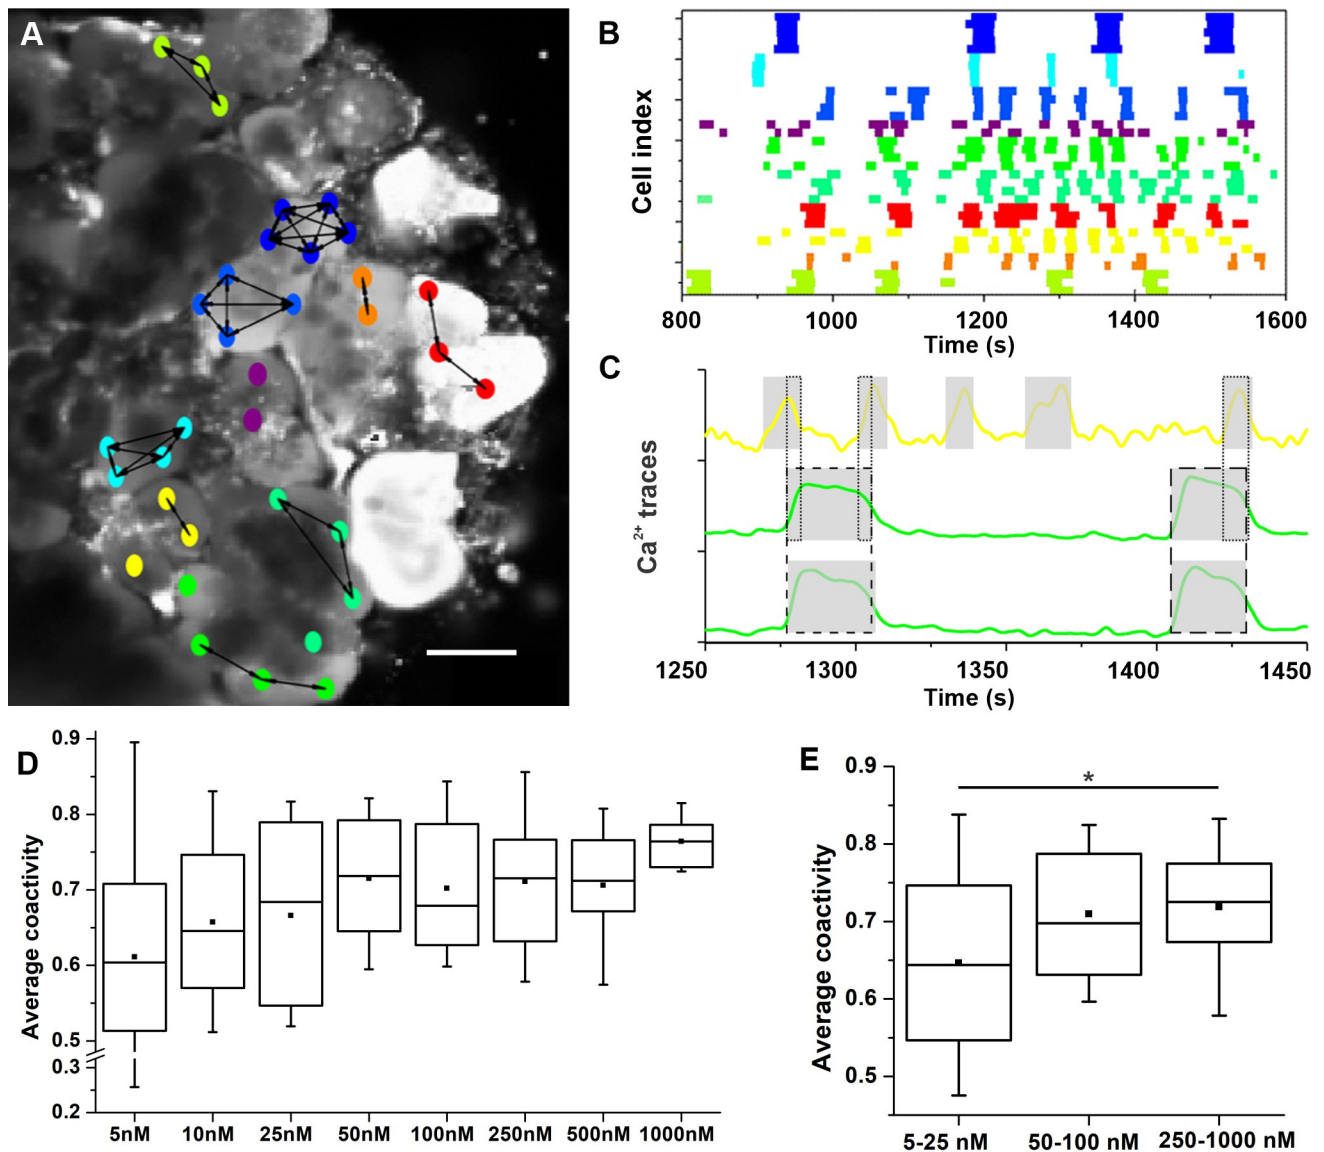 A
B
Cell index
800 1000 1200 1400 1600
Time (s)
C
Ca2+ traces
1250 1300 1350 1400 1450
Time (s)
D
Average coactivity
0.9
0.8
0.7
0.6
0.5
0.3
0.2
5nM 10nM 25nM 50nM 100nM 250nM 500nM 1000nM
E
Average coactivity
0.9
0.8
0.7
0.6
0.5
*
5-25 nM 50-100 nM 250-1000 nM